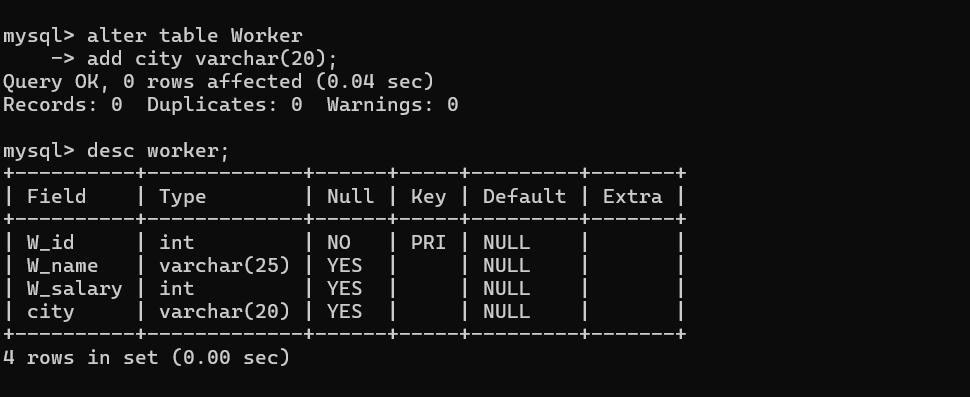 mysql> alter table Worker
    -> add city varchar(20);
Query OK, 0 rows affected (0.04 sec)
Records: 0  Duplicates: 0  Warnings: 0

mysql> desc worker;
+----------+-------------+------+-----+---------+-------+
| Field    | Type        | Null | Key | Default | Extra |
+----------+-------------+------+-----+---------+-------+
| W_id     | int         | NO   | PRI | NULL    |       |
| W_name   | varchar(25) | YES  |     | NULL    |       |
| W_salary | int         | YES  |     | NULL    |       |
| city     | varchar(20) | YES  |     | NULL    |       |
+----------+-------------+------+-----+---------+-------+
4 rows in set (0.00 sec)